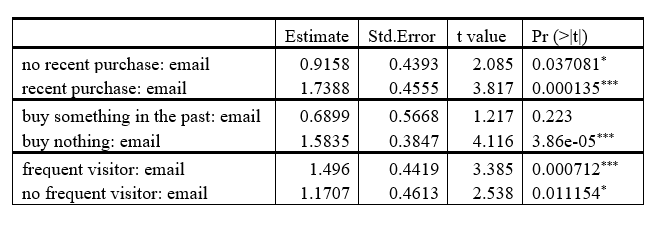 Estimate Std.Error t value Pr (>|t|)
no recent purchase: email 0.9158 0.4393 2.085 0.037081*
recent purchase: email 1.7388 0.4555 3.817 0.000135***
buy something in the past: email 0.6899 0.5668 1.217 0.223
buy nothing: email 1.5835 0.3847 4.116 3.86e-05***
frequent visitor: email 1.496 0.4419 3.385 0.000712***
no frequent visitor: email 1.1707 0.4613 2.538 0.011154*